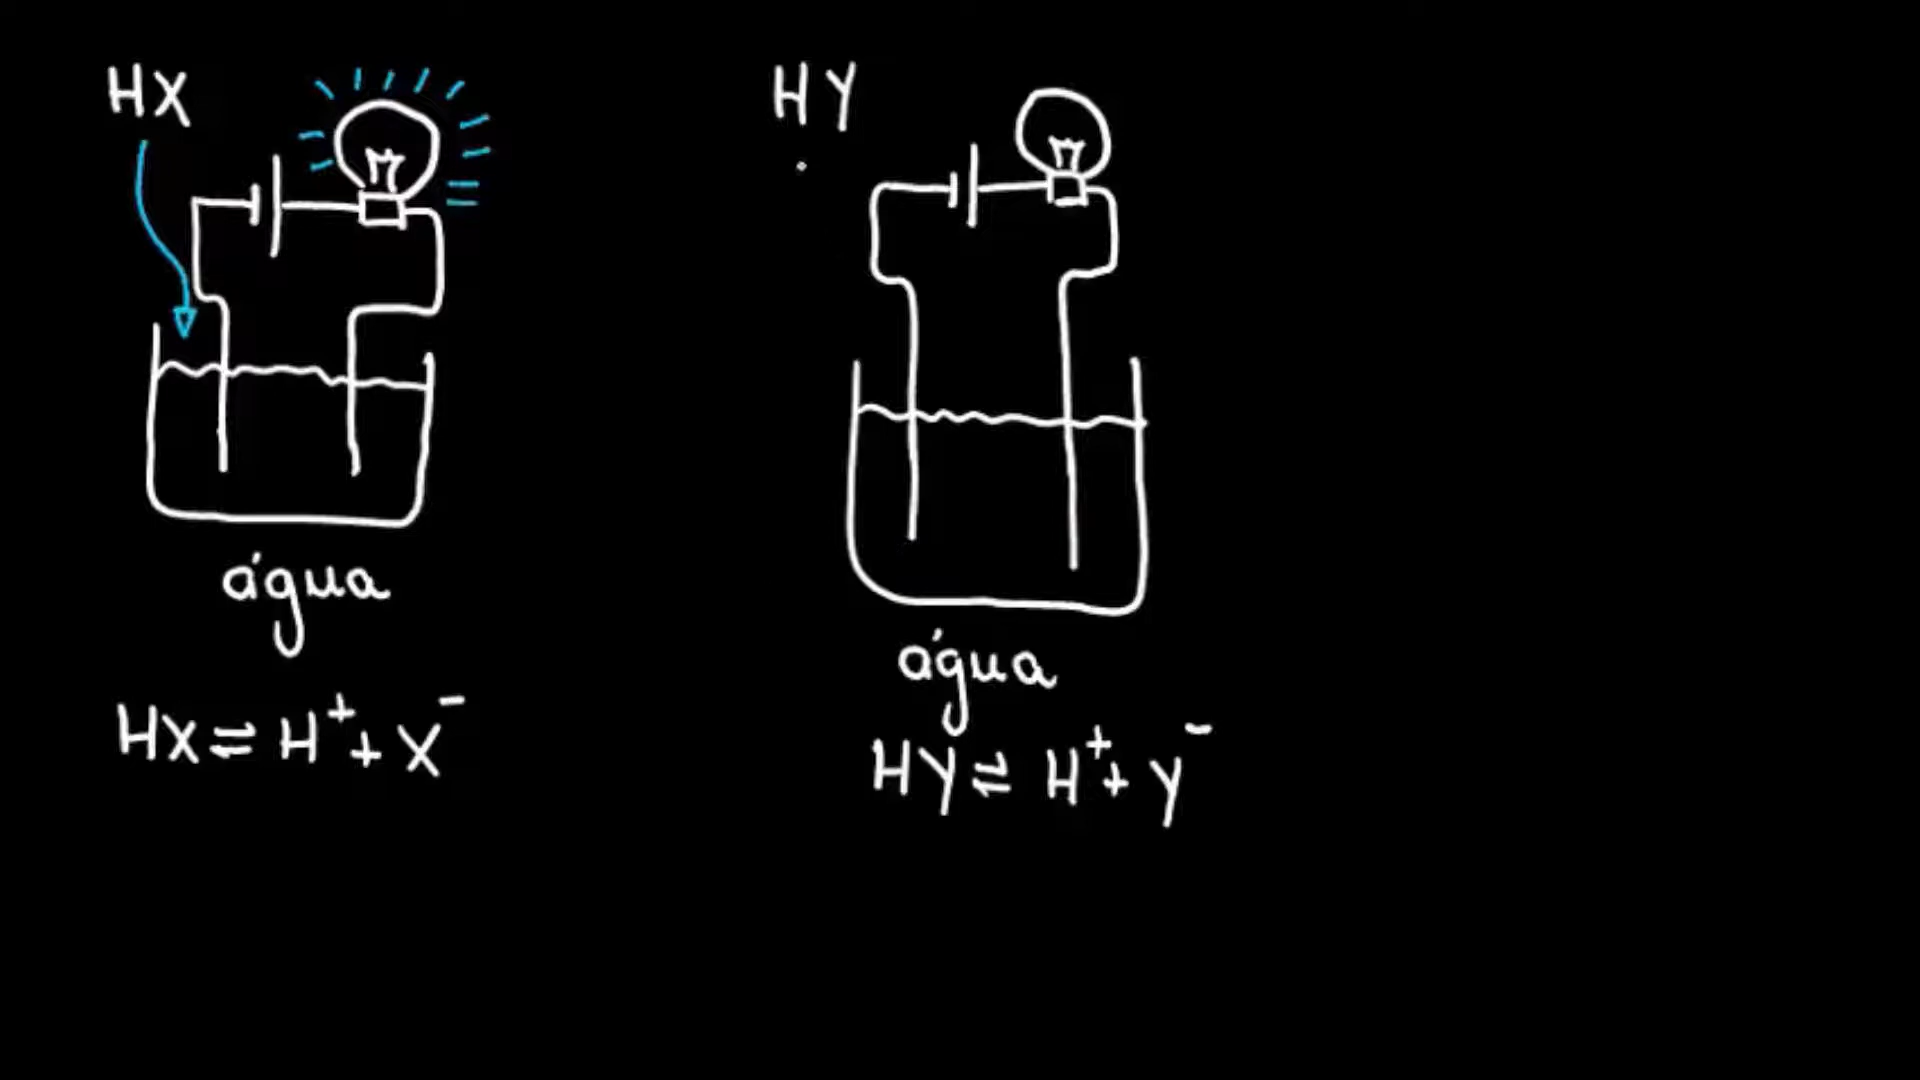 HX
água
HX ⇌ H⁺ + X⁻
HY
água
HY ⇌ H⁺ + Y⁻